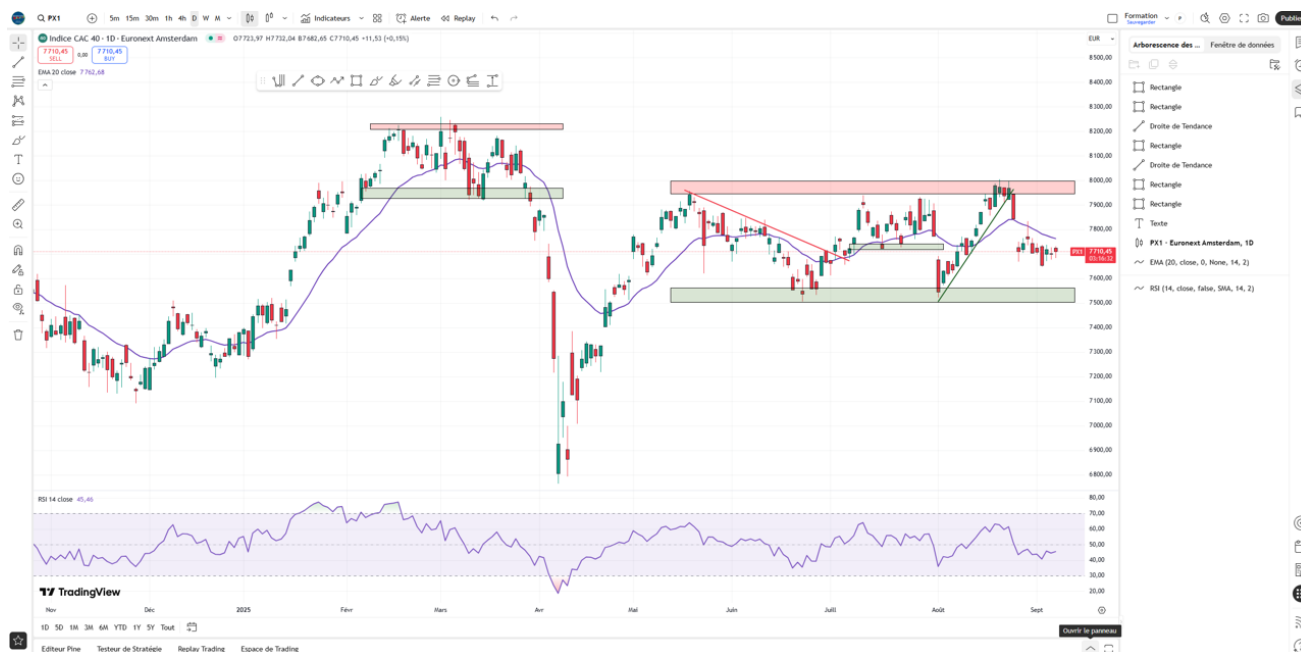 PX1
5m 15m 30m 1h 4h D W M
Indicateurs
Alerte
Replay
Formation
Sauvegarder
P
Publie
Indice CAC 40 · 1D · Euronext Amsterdam
O7723,97 H7732,04 B7682,65 C7710,45 +11,53 (+0,15%)
EUR
7710,45
SELL
0,00
7710,45
BUY
EMA 20 close 7762,68
Arborescence des ...
Fenêtre de données
Rectangle
Rectangle
Droite de Tendance
Rectangle
Droite de Tendance
Rectangle
Rectangle
Texte
PX1 · Euronext Amsterdam, 1D
EMA (20, close, 0, None, 14, 2)
RSI (14, close, false, SMA, 14, 2)
8500,00
8400,00
8300,00
8200,00
8100,00
8000,00
7900,00
7800,00
PX1 7710,45
03:16:32
7600,00
7500,00
7400,00
7300,00
7200,00
7100,00
7000,00
6900,00
6800,00
RSI 14 close 45,46
80,00
70,00
60,00
50,00
40,00
30,00
20,00
TradingView
Nov Déc 2025 Févr Mars Avr Mai Juin Juill Août Sept
1D 5D 1M 3M 6M YTD 1Y 5Y Tout
Ouvrir le panneau
Editeur Pine Testeur de Stratégie Replay Trading Espace de Trading